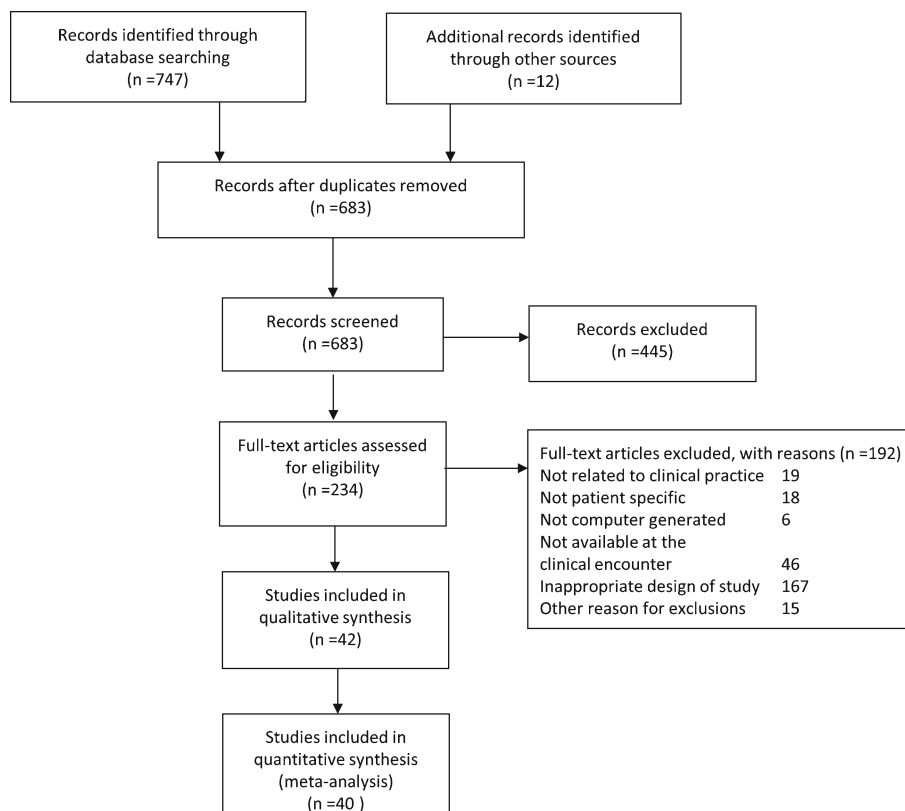 Records identified through
database searching
(n =747)
Additional records identified
through other sources
(n =12)
Records after duplicates removed
(n =683)
Records screened
(n =683)
Records excluded
(n =445)
Full-text articles assessed
for eligibility
(n =234)
Full-text articles excluded, with reasons (n =192)
Not related to clinical practice 19
Not patient specific 18
Not computer generated 6
Not available at the
clinical encounter 46
Inappropriate design of study 167
Other reason for exclusions 15
Studies included in
qualitative synthesis
(n =42)
Studies included in
quantitative synthesis
(meta-analysis)
(n =40 )